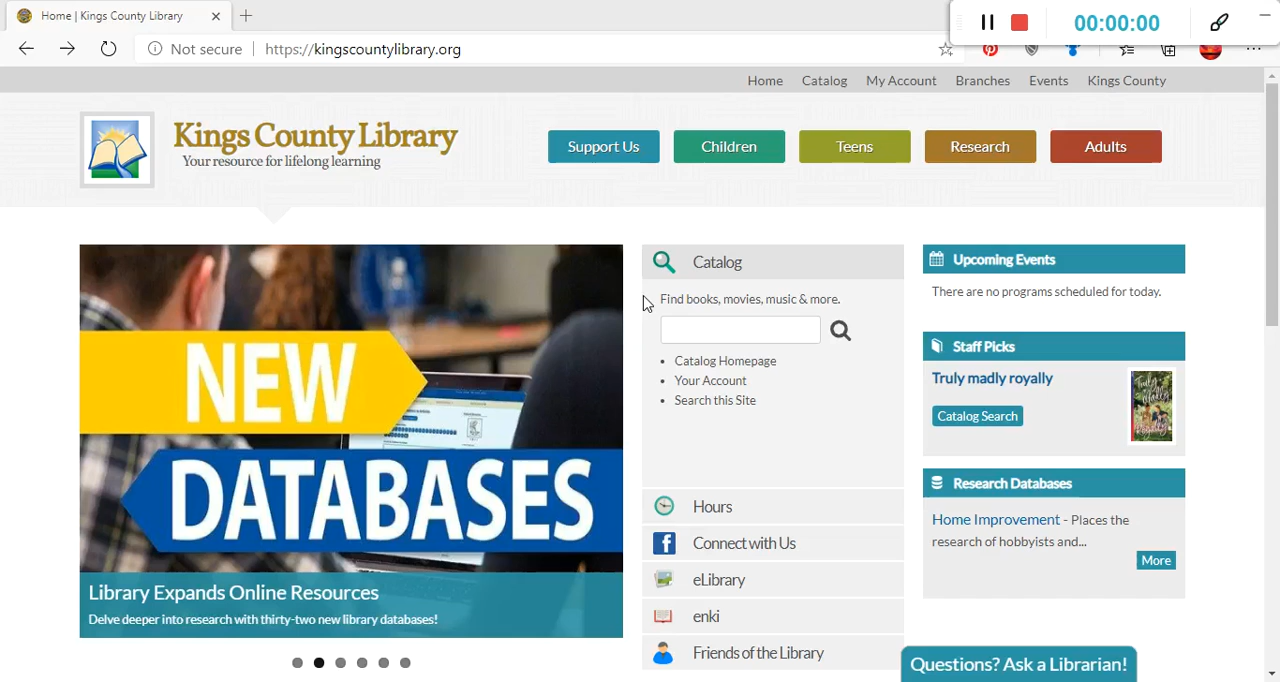 Home | Kings County Library
00:00:00
Not secure
https://kingscountylibrary.org
Home Catalog My Account Branches Events Kings County
Kings County Library
Your resource for lifelong learning
Support Us
Children
Teens
Research
Adults
NEW
DATABASES
Library Expands Online Resources
Delve deeper into research with thirty-two new library databases!
Catalog
Find books, movies, music & more.
Catalog Homepage
Your Account
Search this Site
Hours
Connect with Us
eLibrary
enki
Friends of the Library
Upcoming Events
There are no programs scheduled for today.
Staff Picks
Truly madly royally
Catalog Search
Research Databases
Home Improvement - Places the
research of hobbyists and...
More
Questions? Ask a Librarian!